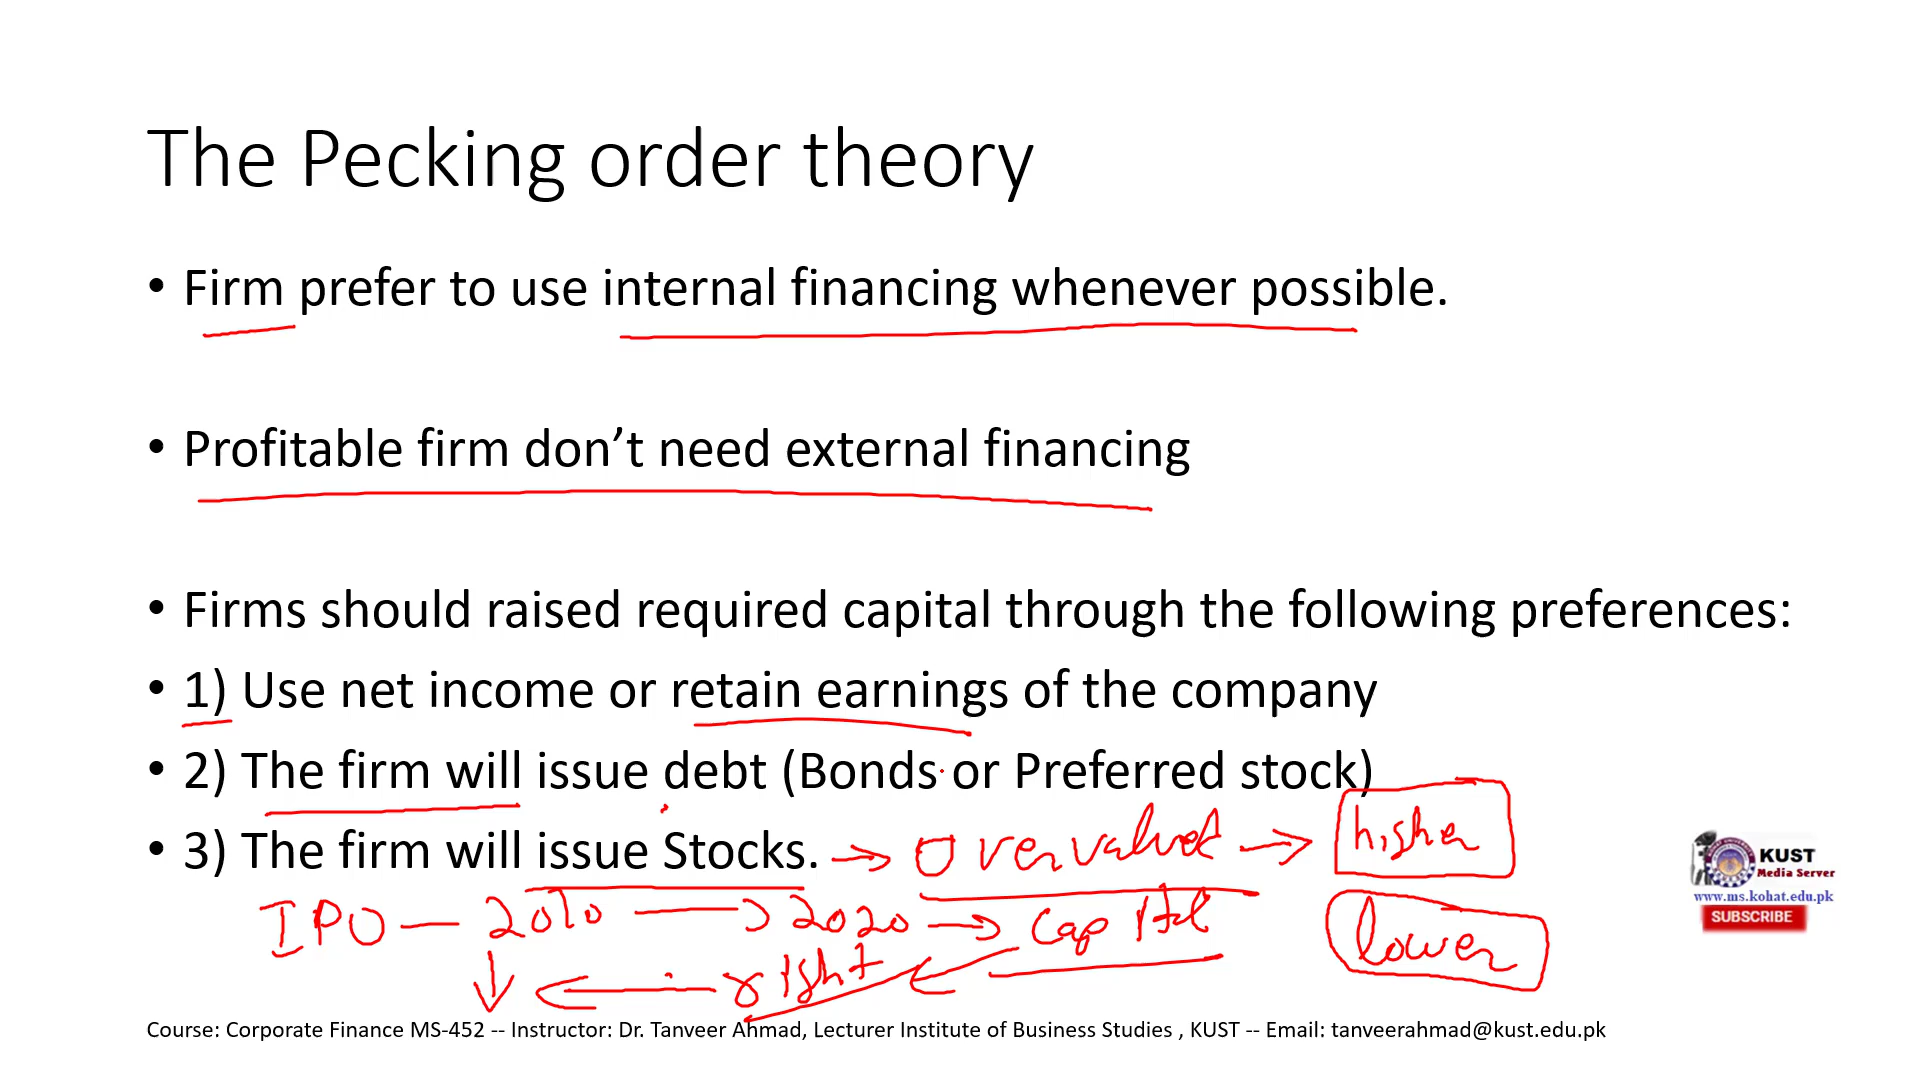 The Pecking order theory
• Firm prefer to use internal financing whenever possible.
• Profitable firm don’t need external financing
• Firms should raised required capital through the following preferences:
• 1) Use net income or retain earnings of the company
• 2) The firm will issue debt (Bonds or Preferred stock)
• 3) The firm will issue Stocks. → Overvalued → higher
IPO — 2010 → 2020 → Capital
lower
← right ←
KUST
Media Server
www.ms.kohat.edu.pk
SUBSCRIBE
Course: Corporate Finance MS-452 -- Instructor: Dr. Tanveer Ahmad, Lecturer Institute of Business Studies , KUST -- Email: tanveerahmad@kust.edu.pk